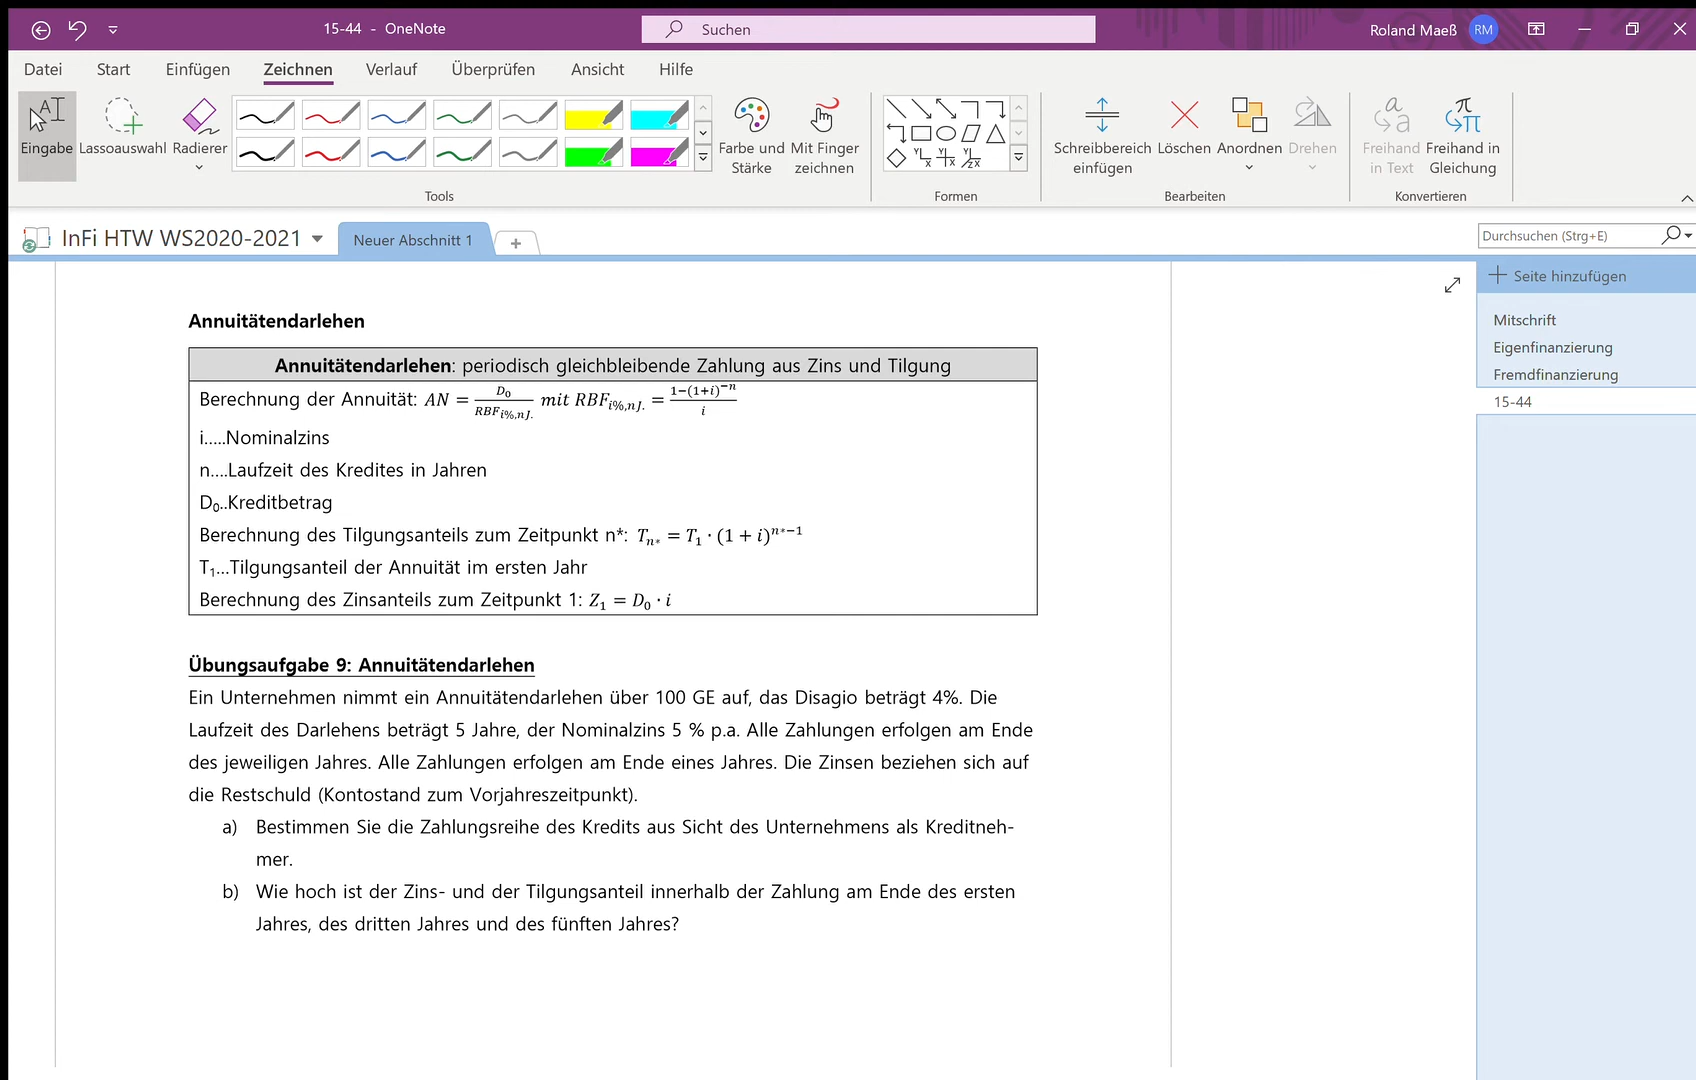 15-44 - OneNote
Suchen
Roland Maeß
RM
Datei Start Einfügen Zeichnen Verlauf Überprüfen Ansicht Hilfe
Eingabe Lassoauswahl Radierer
Farbe und Stärke
Mit Finger zeichnen
Schreibbereich einfügen
Löschen Anordnen Drehen
Freihand in Text
Freihand in Gleichung
Tools Formen Bearbeiten Konvertieren
InFi HTW WS2020-2021
Neuer Abschnitt 1
+
Durchsuchen (Strg+E)
Seite hinzufügen
Mitschrift
Eigenfinanzierung
Fremdfinanzierung
15-44
Annuitätendarlehen
Annuitätendarlehen: periodisch gleichbleibende Zahlung aus Zins und Tilgung
Berechnung der Annuität: AN = D₀/RBF_{i%,nJ.} mit RBF_{i%,nJ.} = (1−(1+i)^{−n})/i
i.....Nominalzins
n....Laufzeit des Kredites in Jahren
D₀..Kreditbetrag
Berechnung des Tilgungsanteils zum Zeitpunkt n*: T_{n*} = T₁ · (1 + i)^{n*−1}
T₁...Tilgungsanteil der Annuität im ersten Jahr
Berechnung des Zinsanteils zum Zeitpunkt 1: Z₁ = D₀ · i
Übungsaufgabe 9: Annuitätendarlehen
Ein Unternehmen nimmt ein Annuitätendarlehen über 100 GE auf, das Disagio beträgt 4%. Die
Laufzeit des Darlehens beträgt 5 Jahre, der Nominalzins 5 % p.a. Alle Zahlungen erfolgen am Ende
des jeweiligen Jahres. Alle Zahlungen erfolgen am Ende eines Jahres. Die Zinsen beziehen sich auf
die Restschuld (Kontostand zum Vorjahreszeitpunkt).
a) Bestimmen Sie die Zahlungsreihe des Kredits aus Sicht des Unternehmens als Kreditneh-
mer.
b) Wie hoch ist der Zins- und der Tilgungsanteil innerhalb der Zahlung am Ende des ersten
Jahres, des dritten Jahres und des fünften Jahres?